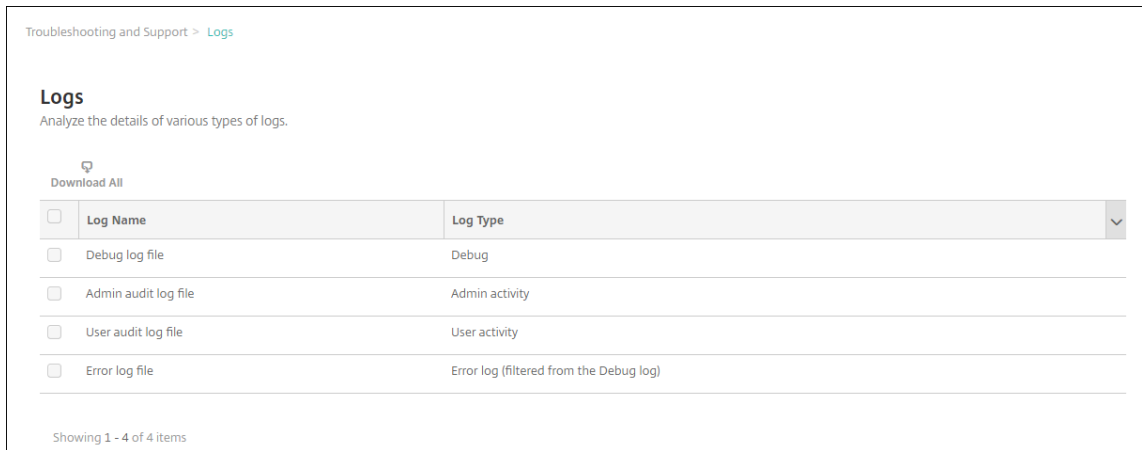 Troubleshooting and Support > Logs
Logs
Analyze the details of various types of logs.
Download All
Log Name Log Type
Debug log file Debug
Admin audit log file Admin activity
User audit log file User activity
Error log file Error log (filtered from the Debug log)
Showing 1 - 4 of 4 items